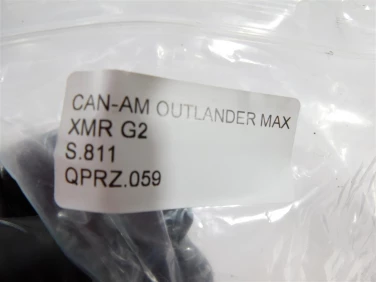 CAN-AM OUTLANDER MAX
XMR G2
S.811
QPRZ.059